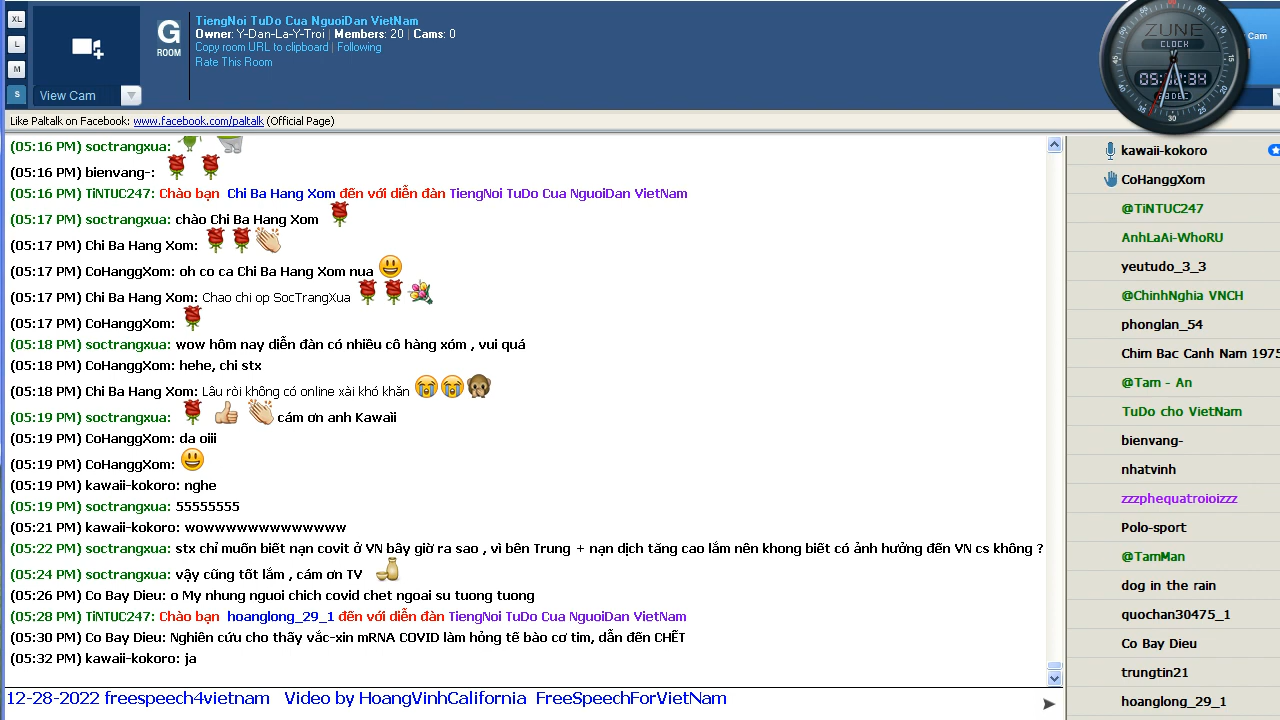 XL
L
M
S
View Cam
G
ROOM
TiengNoi TuDo Cua NguoiDan VietNam
Owner: Y-Dan-La-Y-Troi | Members: 20 | Cams: 0
Copy room URL to clipboard | Following
Rate This Room
ZUNE
CLOCK
28 DEC
Cam
Like Paltalk on Facebook: www.facebook.com/paltalk (Official Page)
(05:16 PM) soctrangxua:
(05:16 PM) bienvang-:
(05:16 PM) TiNTUC247: Chào bạn Chi Ba Hang Xom đến với diễn đàn TiengNoi TuDo Cua NguoiDan VietNam
(05:17 PM) soctrangxua: chào Chi Ba Hang Xom
(05:17 PM) Chi Ba Hang Xom:
(05:17 PM) CoHanggXom: oh co ca Chi Ba Hang Xom nua
(05:17 PM) Chi Ba Hang Xom: Chao chi op SocTrangXua
(05:17 PM) CoHanggXom:
(05:18 PM) soctrangxua: wow hôm nay diễn đàn có nhiều cô hàng xóm , vui quá
(05:18 PM) CoHanggXom: hehe, chi stx
(05:18 PM) Chi Ba Hang Xom: Lâu ròi không có online xài khó khăn
(05:19 PM) soctrangxua: cám ơn anh Kawaii
(05:19 PM) CoHanggXom: da oiii
(05:19 PM) CoHanggXom:
(05:19 PM) kawaii-kokoro: nghe
(05:19 PM) soctrangxua: 55555555
(05:21 PM) kawaii-kokoro: wowwwwwwwwwwwww
(05:22 PM) soctrangxua: stx chỉ muốn biết nạn covit ở VN bây giờ ra sao , vì bên Trung + nạn dịch tăng cao lắm nên khong biết có ảnh hưởng đến VN cs không ?
(05:24 PM) soctrangxua: vậy cũng tốt lắm , cám ơn TV
(05:26 PM) Co Bay Dieu: o My nhung nguoi chich covid chet ngoai su tuong tuong
(05:28 PM) TiNTUC247: Chào bạn hoanglong_29_1 đến với diễn đàn TiengNoi TuDo Cua NguoiDan VietNam
(05:30 PM) Co Bay Dieu: Nghiên cứu cho thấy vắc-xin mRNA COVID làm hỏng tế bào cơ tim, dẫn đến CHẾT
(05:32 PM) kawaii-kokoro: ja
12-28-2022 freespeech4vietnam Video by HoangVinhCalifornia FreeSpeechForVietNam
kawaii-kokoro
CoHanggXom
@TiNTUC247
AnhLaAi-WhoRU
yeutudo_3_3
@ChinhNghia VNCH
phonglan_54
Chim Bac Canh Nam 1975
@Tam - An
TuDo cho VietNam
bienvang-
nhatvinh
zzzphequatroioizzz
Polo-sport
@TamMan
dog in the rain
quochan30475_1
Co Bay Dieu
trungtin21
hoanglong_29_1